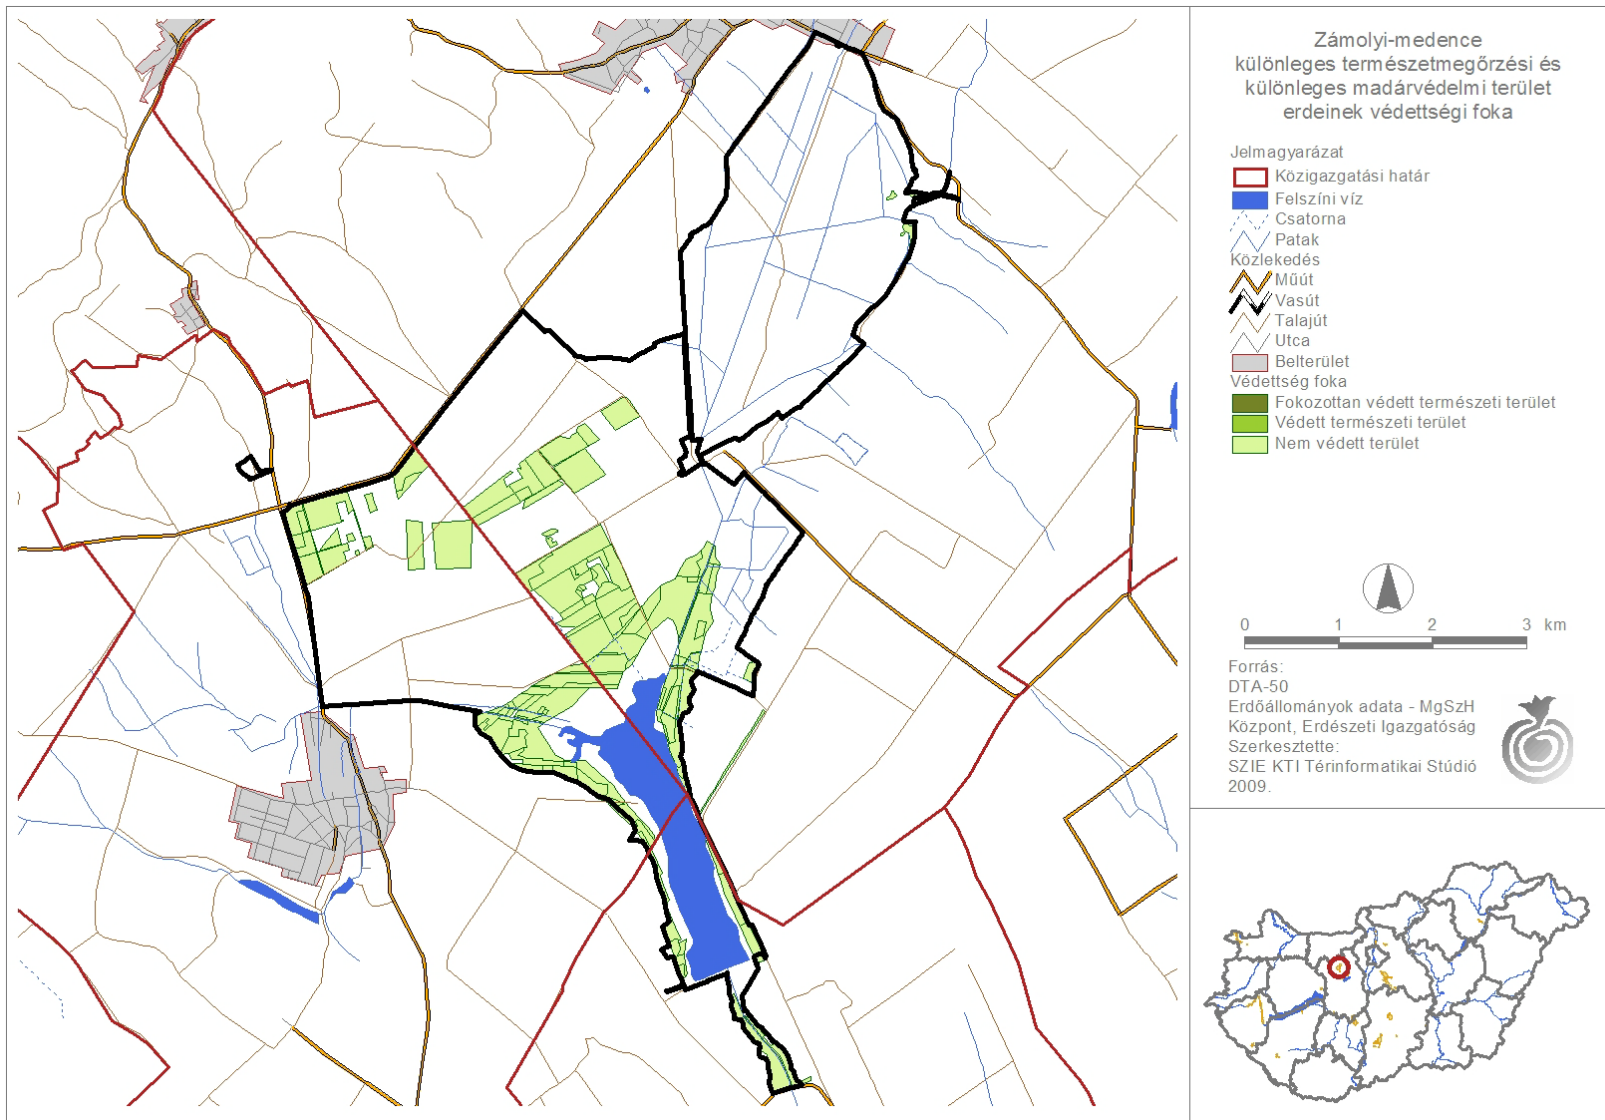 Zámolyi-medence
különleges természetmegőrzési és
különleges madárvédelmi terület
erdeinek védettségi foka
Jelmagyarázat
Közigazgatási határ
Felszíni víz
Csatorna
Patak
Közlekedés
Műút
Vasút
Talajút
Utca
Belterület
Védettség foka
Fokozottan védett természeti terület
Védett természeti terület
Nem védett terület
0 1 2 3 km
Forrás:
DTA-50
Erdőállományok adata - MgSzH
Központ, Erdészeti Igazgatóság
Szerkesztette:
SZIE KTI Térinformatikai Stúdió
2009.